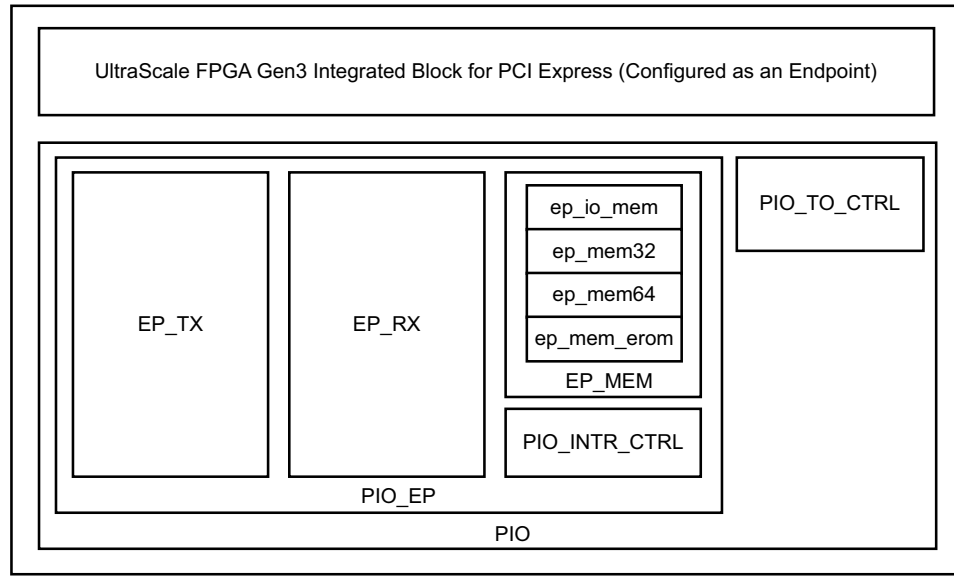 UltraScale FPGA Gen3 Integrated Block for PCI Express (Configured as an Endpoint)
EP_TX
EP_RX
ep_io_mem
ep_mem32
ep_mem64
ep_mem_erom
EP_MEM
PIO_INTR_CTRL
PIO_TO_CTRL
PIO_EP
PIO